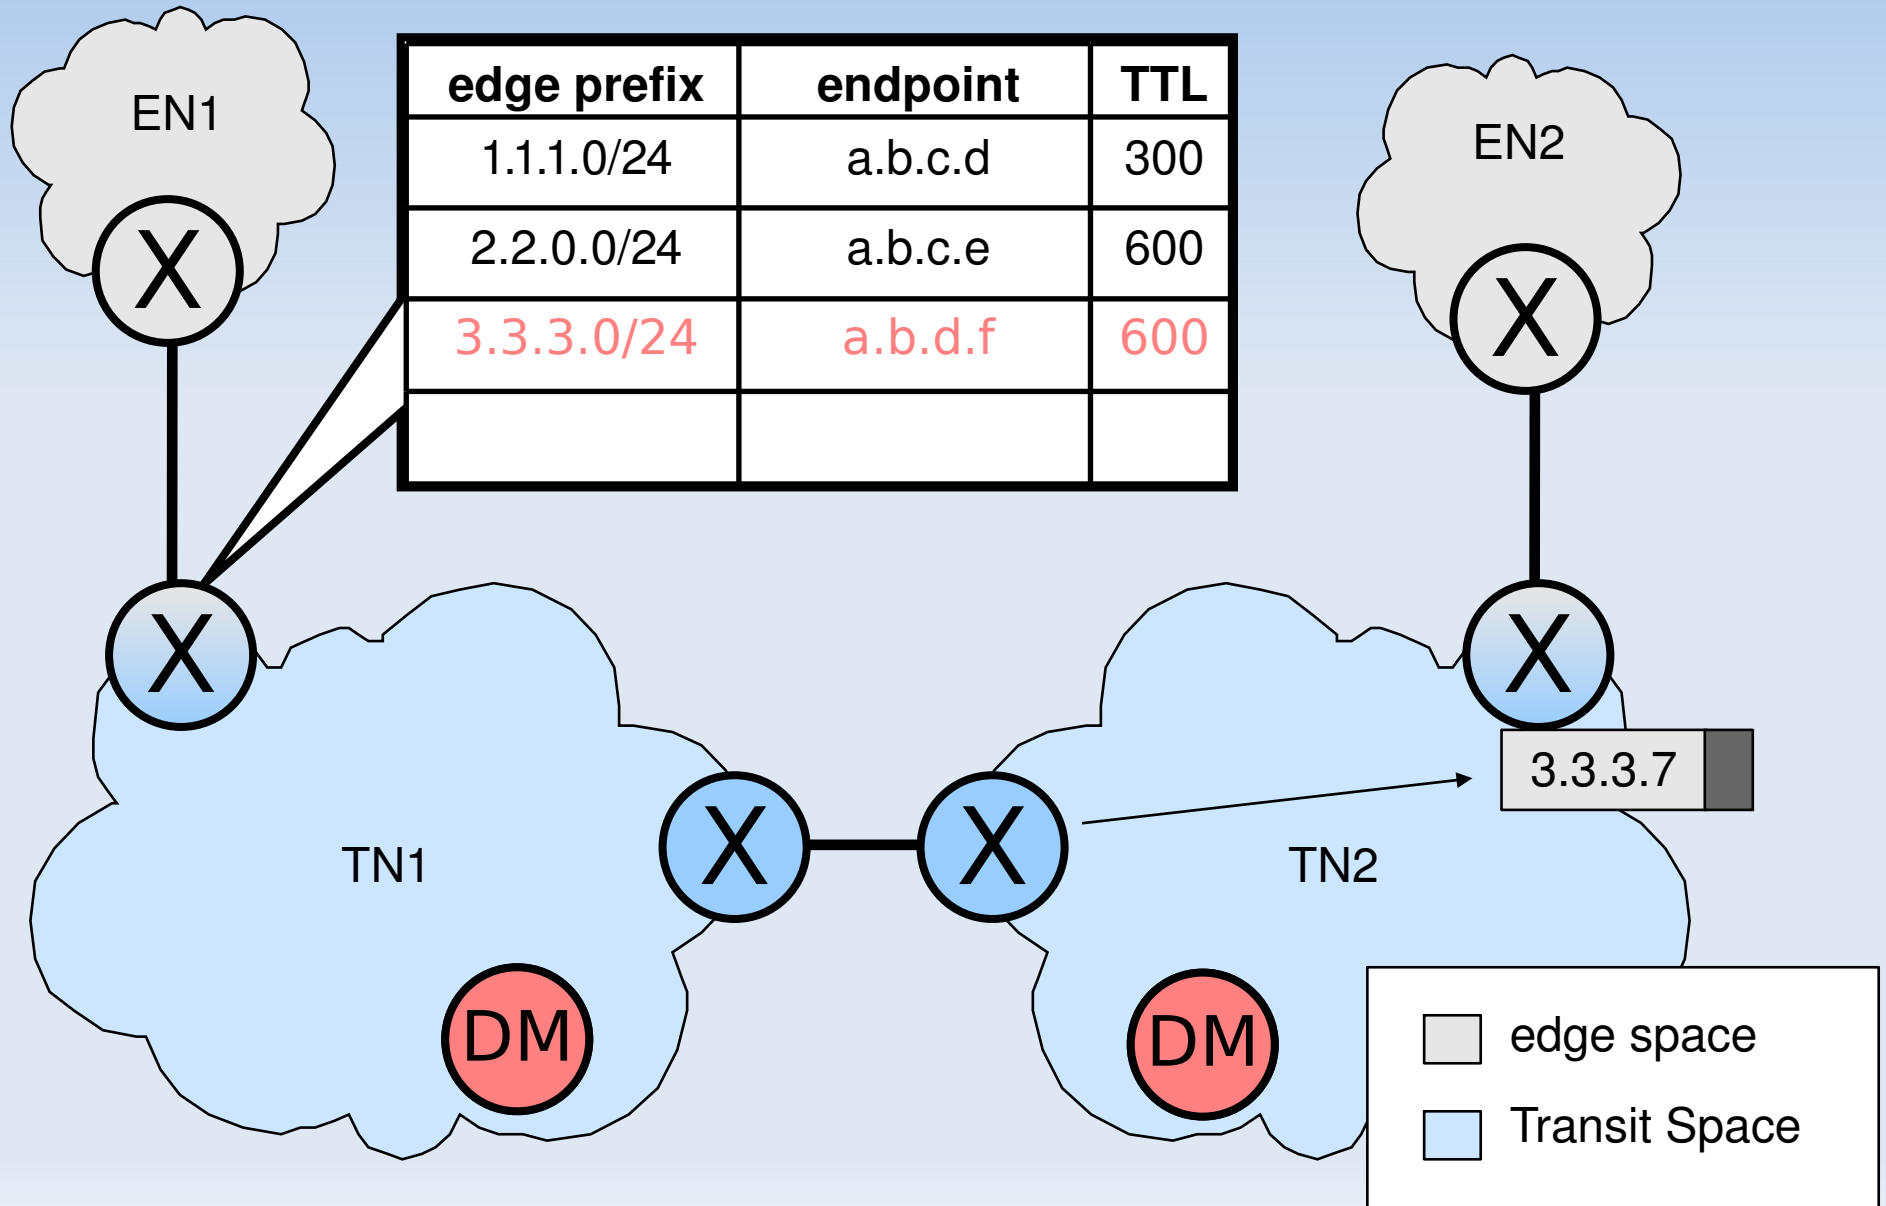 EN1
edge prefix endpoint TTL
1.1.1.0/24 a.b.c.d 300
2.2.0.0/24 a.b.c.e 600
3.3.3.0/24 a.b.d.f 600
EN2
X
X
X
X
3.3.3.7
X
X
TN1
TN2
DM
DM
edge space
Transit Space